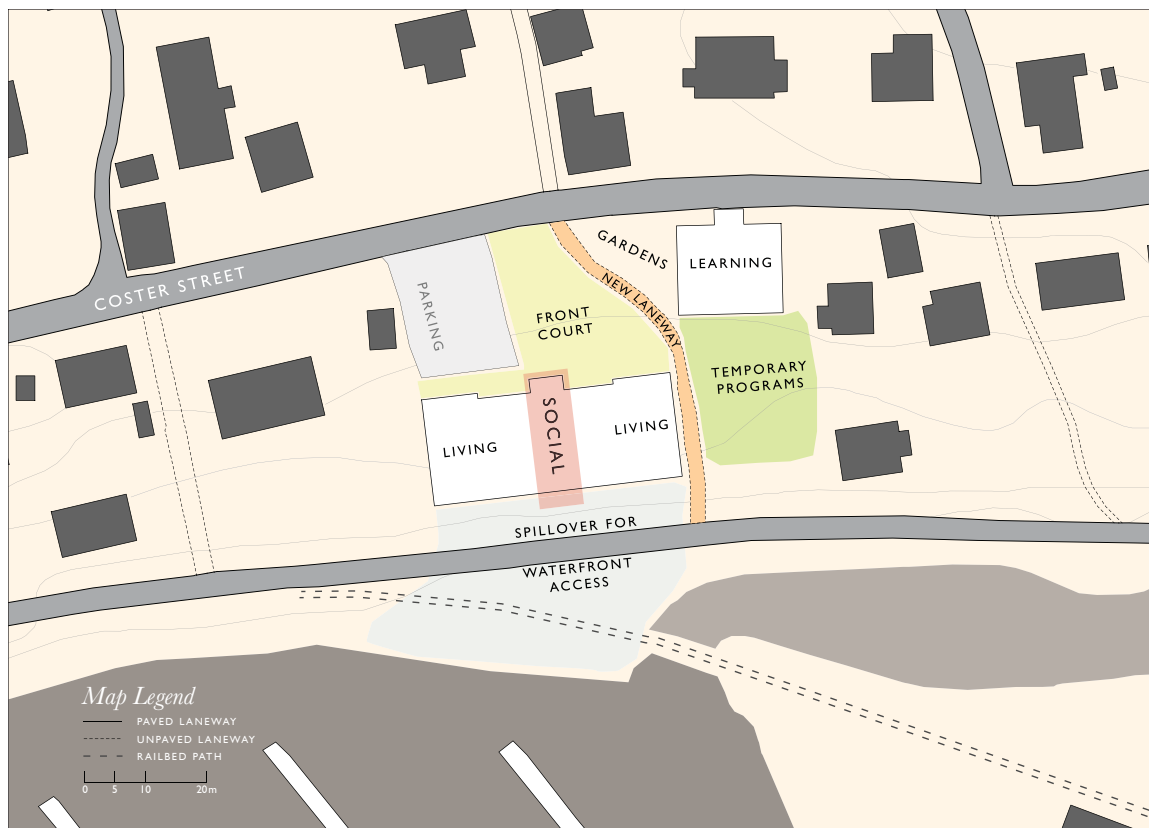 COSTER STREET
PARKING
GARDENS
NEW LANEWAY
LEARNING
FRONT
COURT
TEMPORARY
PROGRAMS
LIVING
SOCIAL
LIVING
SPILLOVER FOR
WATERFRONT
ACCESS
Map Legend
PAVED LANEWAY
UNPAVED LANEWAY
RAILBED PATH
0 5 10 20m